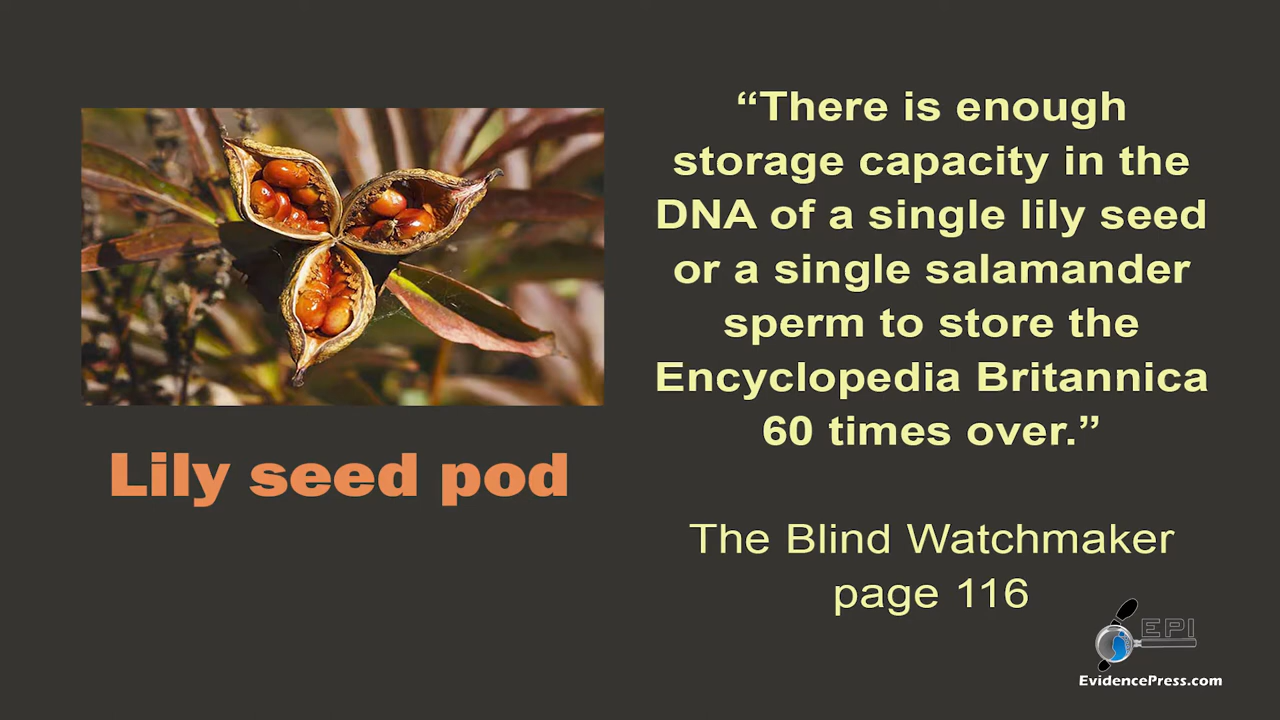 “There is enough
storage capacity in the
DNA of a single lily seed
or a single salamander
sperm to store the
Encyclopedia Britannica
60 times over.”
The Blind Watchmaker
page 116
Lily seed pod
EPI
EvidencePress.com